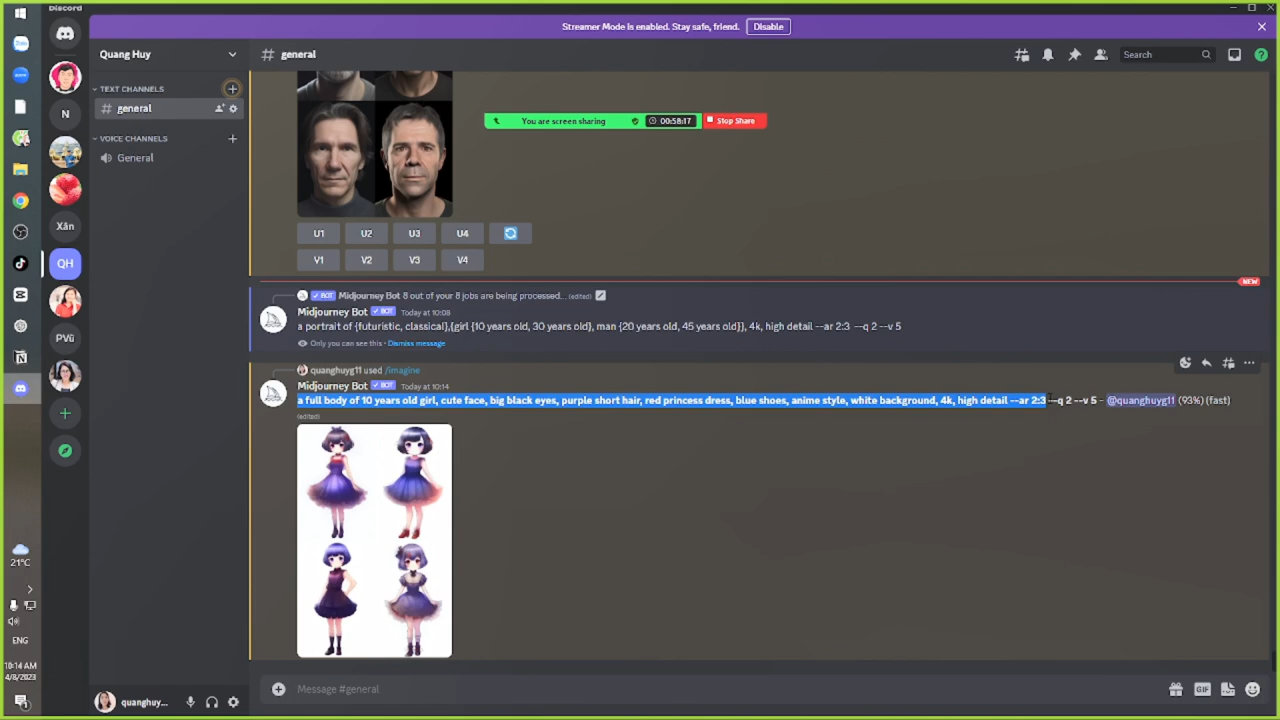 Discord
Streamer Mode is enabled. Stay safe, friend. Disable
Quang Huy
# general
Search
TEXT CHANNELS
# general
VOICE CHANNELS
General
N
Xân
QH
PVü
You are screen sharing 00:58:17 Stop Share
U1 U2 U3 U4
V1 V2 V3 V4
NEW
BOT Midjourney Bot 8 out of your 8 jobs are being processed... (edited)
Midjourney Bot BOT Today at 10:08
a portrait of {futuristic, classical},{girl {10 years old, 30 years old}, man {20 years old, 45 years old}}, 4k, high detail --ar 2:3 --q 2 --v 5
Only you can see this • Dismiss message
quanghuyg11 used /imagine
Midjourney Bot BOT Today at 10:14
a full body of 10 years old girl, cute face, big black eyes, purple short hair, red princess dress, blue shoes, anime style, white background, 4k, high detail --ar 2:3 --q 2 --v 5 - @quanghuyg11 (93%) (fast)
(edited)
Message #general
GIF
quanghuy...
21°C
ENG
10:14 AM
4/8/2023